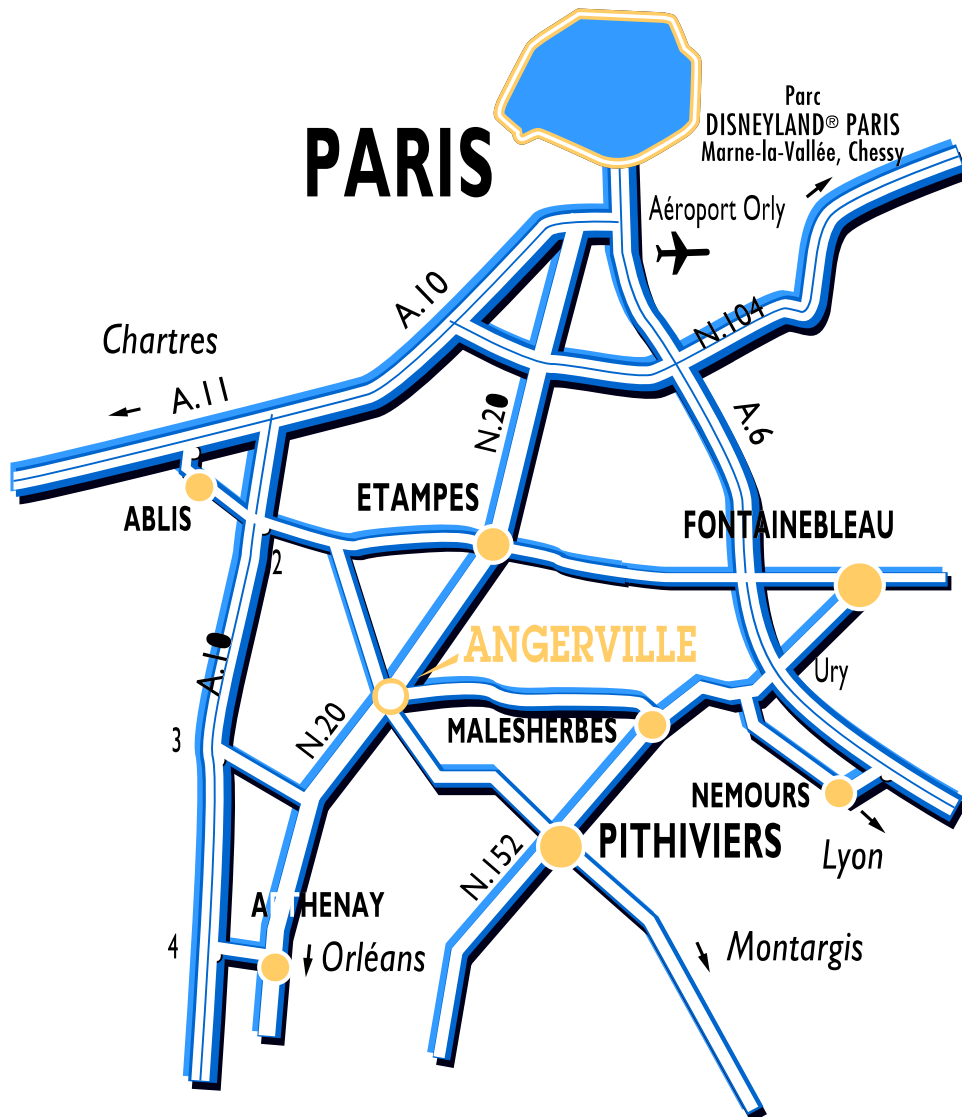 PARIS
Parc
DISNEYLAND® PARIS
Marne-la-Vallée, Chessy
Aéroport Orly
A.10
N.104
Chartres
A.11
A.6
N.20
ETAMPES
ABLIS
FONTAINEBLEAU
2
ANGERVILLE
A.10
Ury
N.20
MALESHERBES
3
NEMOURS
PITHIVIERS
Lyon
N.152
ARTHENAY
4
Orléans
Montargis